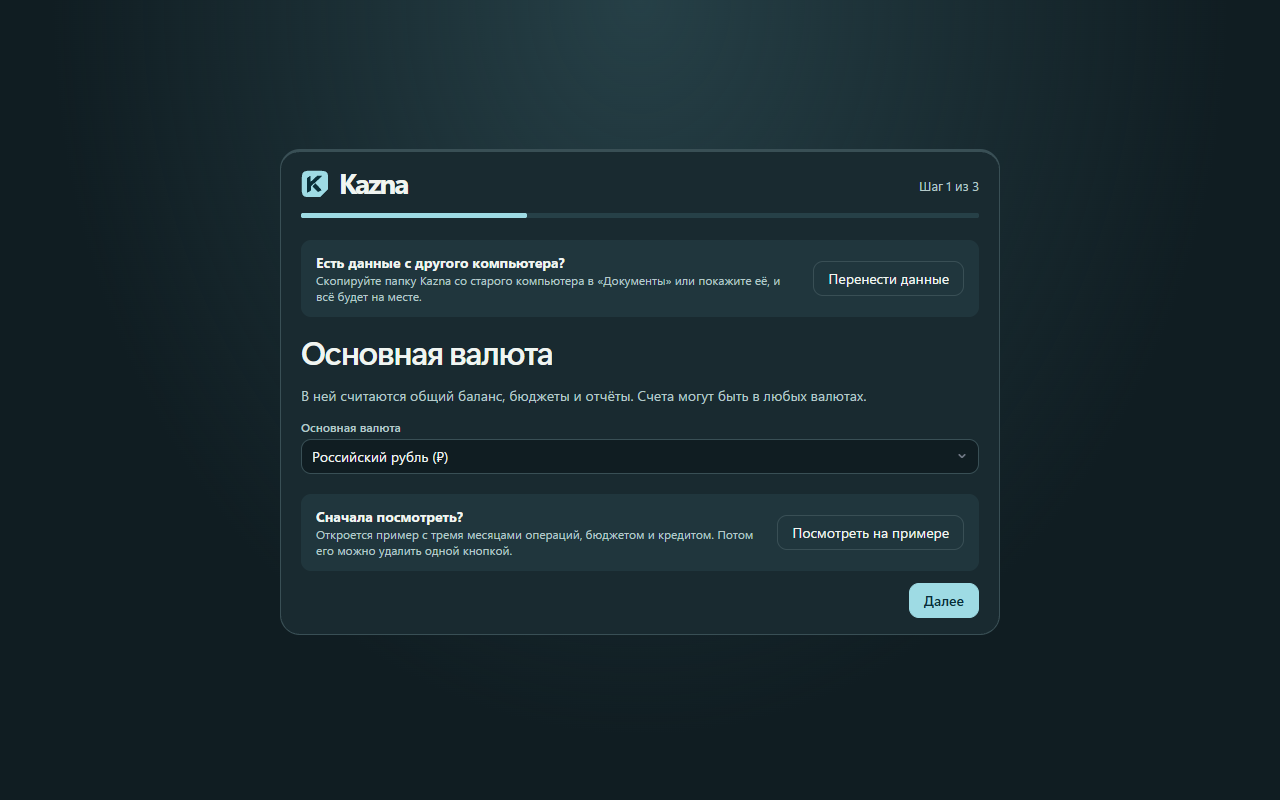 Kazna
Шаг 1 из 3
Есть данные с другого компьютера?
Скопируйте папку Kazna со старого компьютера в «Документы» или покажите её, и
всё будет на месте.
Перенести данные
Основная валюта
В ней считаются общий баланс, бюджеты и отчёты. Счета могут быть в любых валютах.
Основная валюта
Российский рубль (₽)
Сначала посмотреть?
Откроется пример с тремя месяцами операций, бюджетом и кредитом. Потом
его можно удалить одной кнопкой.
Посмотреть на примере
Далее